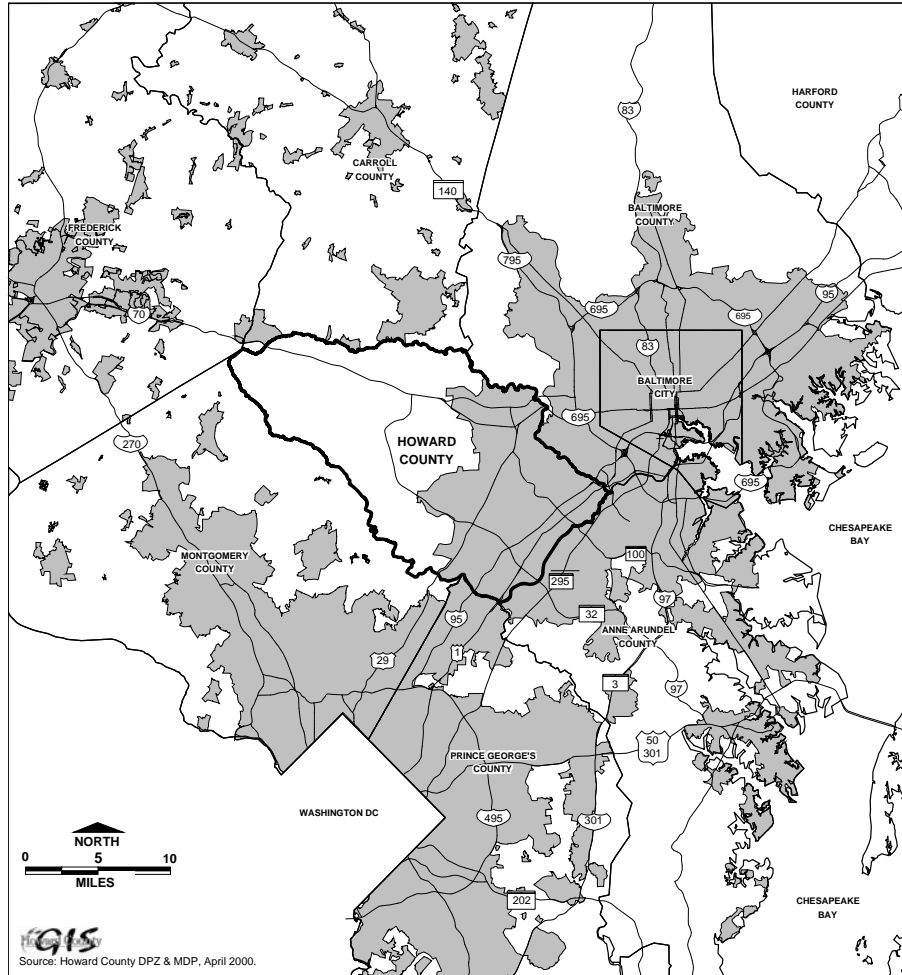 HARFORD
COUNTY
83
CARROLL
COUNTY
140
BALTIMORE
COUNTY
FREDERICK
COUNTY
795
95
695
695
70
83
BALTIMORE
CITY
695
270
HOWARD
COUNTY
695
CHESAPEAKE
BAY
MONTGOMERY
COUNTY
100
295
97
32
95
ANNE ARUNDEL
COUNTY
1
29
3
97
50
301
PRINCE GEORGE'S
COUNTY
WASHINGTON DC
495
301
NORTH
0 5 10
MILES
202
CHESAPEAKE
BAY
Howard County
GIS
Source: Howard County DPZ & MDP, April 2000.